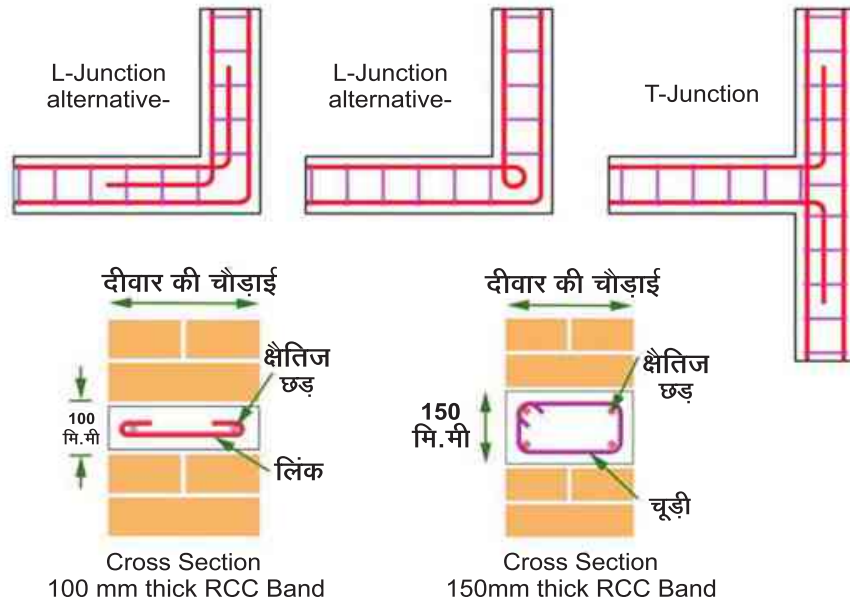 L-Junction
alternative-
L-Junction
alternative-
T-Junction
दीवार की चौड़ाई
दीवार की चौड़ाई
क्षैतिज
छड़
100
मि.मी
लिंक
क्षैतिज
छड़
150
मि.मी
चूड़ी
Cross Section
100 mm thick RCC Band
Cross Section
150mm thick RCC Band